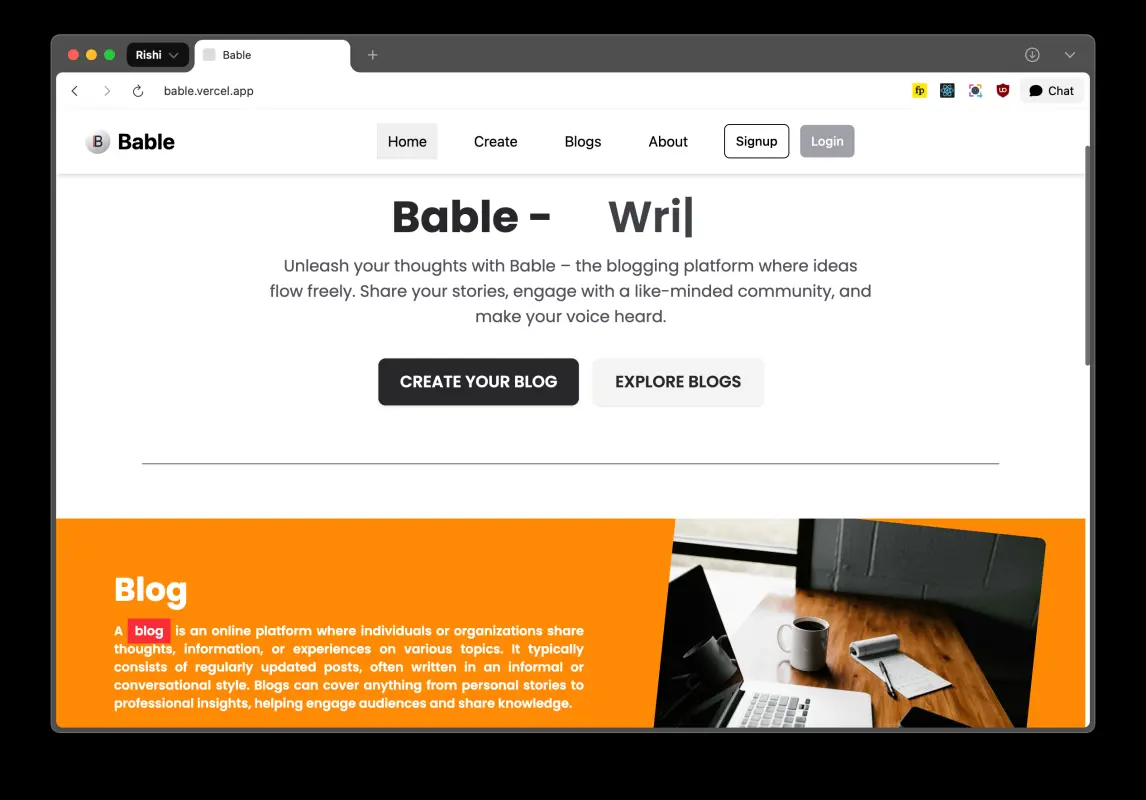 Rishi
Bable
bable.vercel.app
fp
Chat
B Bable
Home
Create
Blogs
About
Signup
Login
Bable - Wri|
Unleash your thoughts with Bable – the blogging platform where ideas
flow freely. Share your stories, engage with a like-minded community, and
make your voice heard.
CREATE YOUR BLOG
EXPLORE BLOGS
Blog
A blog is an online platform where individuals or organizations share
thoughts, information, or experiences on various topics. It typically
consists of regularly updated posts, often written in an informal or
conversational style. Blogs can cover anything from personal stories to
professional insights, helping engage audiences and share knowledge.